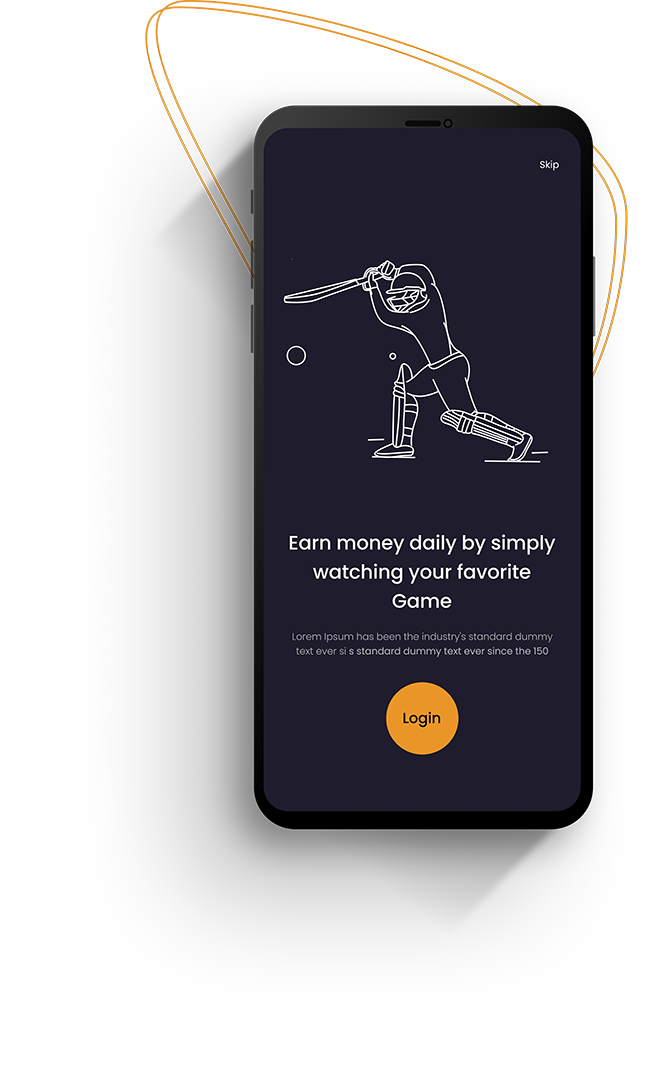 Skip
Earn money daily by simply
watching your favorite
Game
Lorem Ipsum has been the industry's standard dummy
text ever si s standard dummy text ever since the 150
Login